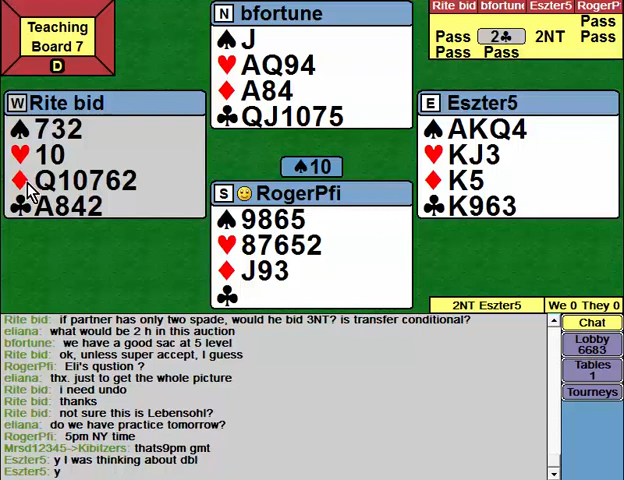 Teaching
Board 7
D
N bfortune
♠J
♥AQ94
♦A84
♣QJ1075
Rite bid bfortune Eszter5 RogerPfi
Pass
Pass 2♣ 2NT Pass
Pass Pass
W Rite bid
♠732
♥10
♦Q10762
♣A842
E Eszter5
♠AKQ4
♥KJ3
♦K5
♣K963
♠10
S RogerPfi
♠9865
♥87652
♦J93
♣
2NT Eszter5
We 0 They 0
Rite bid: if partner has only two spade, would he bid 3NT? is transfer conditional?
eliana: what would be 2 h in this auction
bfortune: we have a good sac at 5 level
Rite bid: ok, unless super accept, I guess
RogerPfi: Eli's qustion ?
eliana: thx. just to get the whole picture
Rite bid: i need undo
Rite bid: thanks
Rite bid: not sure this is Lebensohl?
eliana: do we have practice tomorrow?
RogerPfi: 5pm NY time
Mrsd12345->Kibitzers: thats9pm gmt
Eszter5: y I was thinking about dbl
Eszter5: y
Chat
Lobby
6683
Tables
1
Tourneys